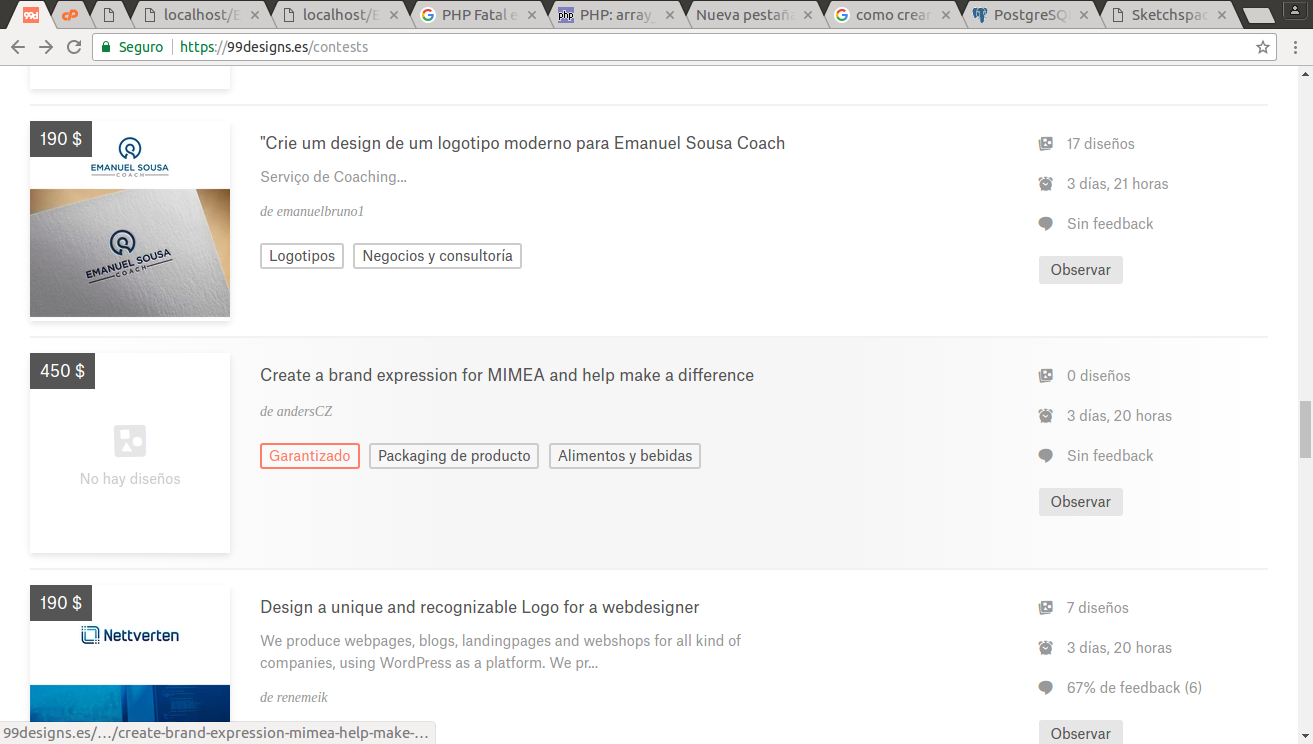 99d
cP
localhost/E
localhost/E
PHP Fatal e
php
PHP: array_
Nueva pestaña
como crear
PostgreSQL
Sketchspac
Seguro
https://99designs.es/contests
190 $
EMANUEL SOUSA
COACH
EMANUEL SOUSA
COACH
"Crie um design de um logotipo moderno para Emanuel Sousa Coach
Serviço de Coaching...
de emanuelbruno1
Logotipos
Negocios y consultoría
17 diseños
3 días, 21 horas
Sin feedback
Observar
450 $
No hay diseños
Create a brand expression for MIMEA and help make a difference
de andersCZ
Garantizado
Packaging de producto
Alimentos y bebidas
0 diseños
3 días, 20 horas
Sin feedback
Observar
190 $
Nettverten
Design a unique and recognizable Logo for a webdesigner
We produce webpages, blogs, landingpages and webshops for all kind of
companies, using WordPress as a platform. We pr...
de renemeik
7 diseños
3 días, 20 horas
67% de feedback (6)
Observar
99designs.es/…/create-brand-expression-mimea-help-make-…